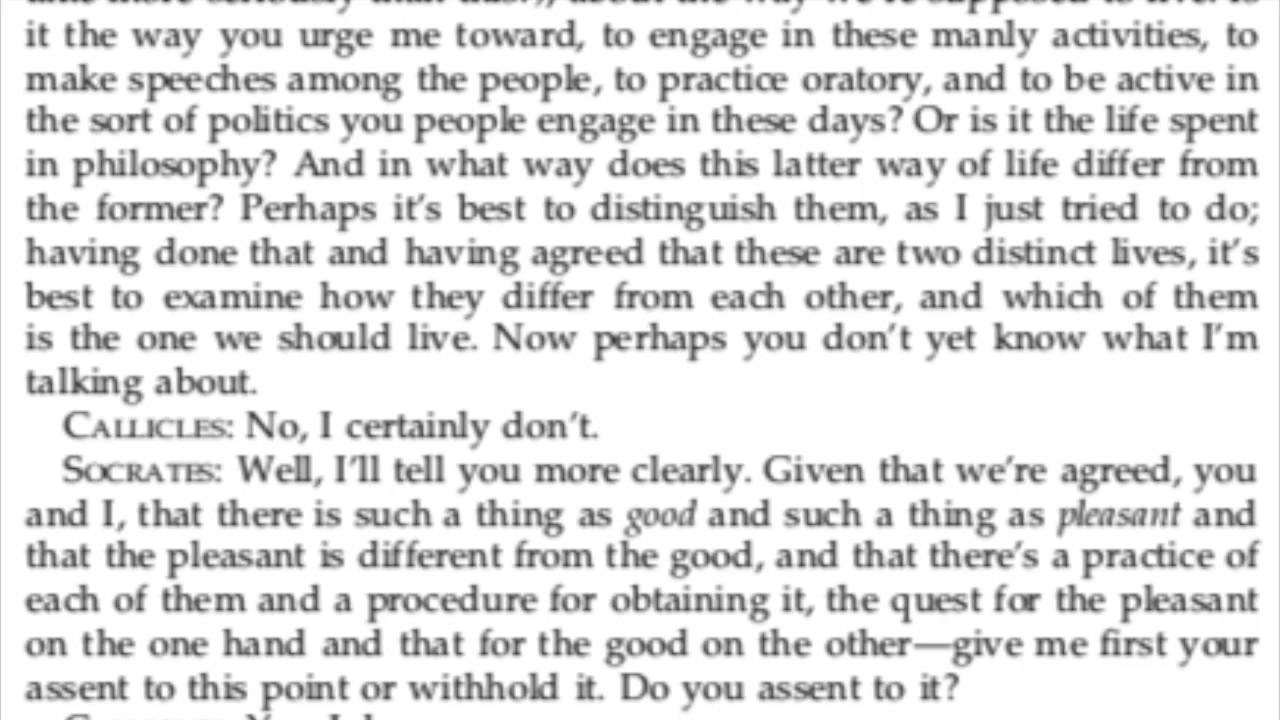 it the way you urge me toward, to engage in these manly activities, to
make speeches among the people, to practice oratory, and to be active in
the sort of politics you people engage in these days? Or is it the life spent
in philosophy? And in what way does this latter way of life differ from
the former? Perhaps it's best to distinguish them, as I just tried to do;
having done that and having agreed that these are two distinct lives, it's
best to examine how they differ from each other, and which of them
is the one we should live. Now perhaps you don't yet know what I'm
talking about.
CALLICLES: No, I certainly don't.
SOCRATES: Well, I'll tell you more clearly. Given that we're agreed, you
and I, that there is such a thing as good and such a thing as pleasant and
that the pleasant is different from the good, and that there's a practice of
each of them and a procedure for obtaining it, the quest for the pleasant
on the one hand and that for the good on the other—give me first your
assent to this point or withhold it. Do you assent to it?